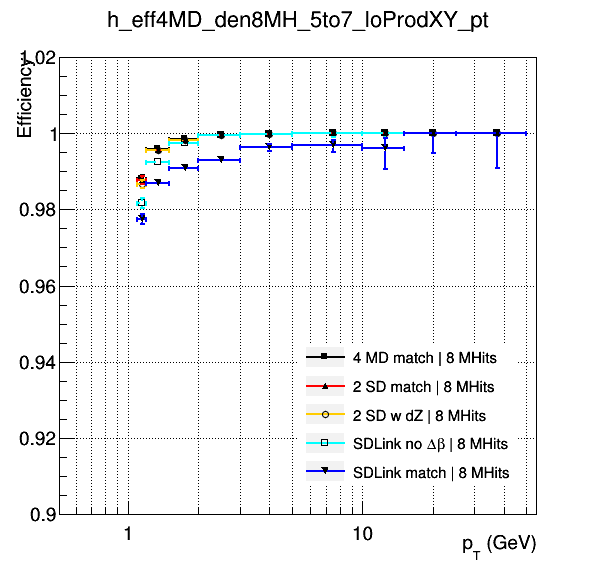 h_eff4MD_den8MH_5to7_loProdXY_pt
Efficiency
1.02
1
0.98
0.96
0.94
0.92
0.9
4 MD match | 8 MHits
2 SD match | 8 MHits
2 SD w dZ | 8 MHits
SDLink no Δβ | 8 MHits
SDLink match | 8 MHits
1
10
p_T (GeV)